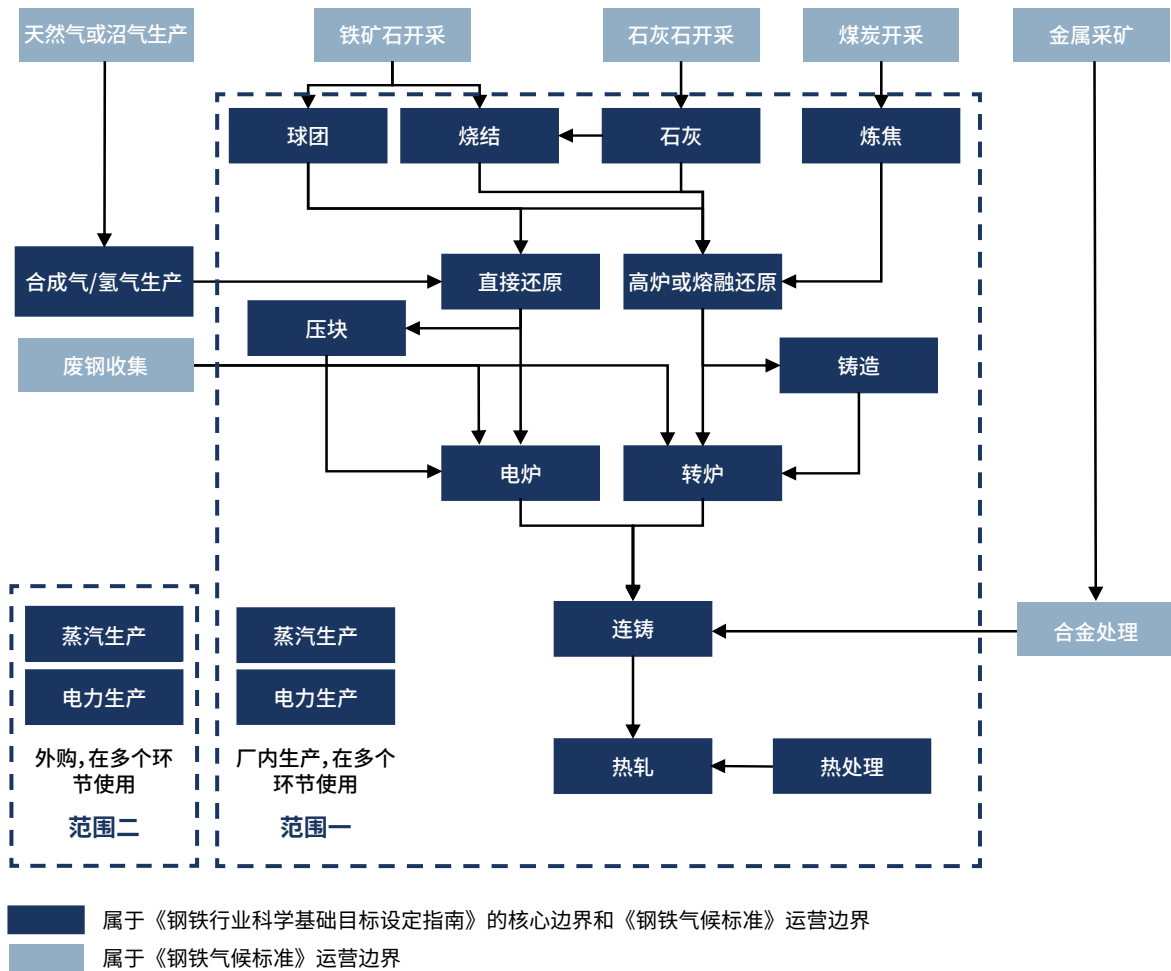 天然气或沼气生产
铁矿石开采
石灰石开采
煤炭开采
金属采矿
球团
烧结
石灰
炼焦
合成气/氢气生产
直接还原
高炉或熔融还原
压块
废钢收集
铸造
电炉
转炉
蒸汽生产
电力生产
外购,在多个环
节使用
范围二
蒸汽生产
电力生产
厂内生产,在多个
环节使用
范围一
连铸
合金处理
热轧
热处理
属于《钢铁行业科学基础目标设定指南》的核心边界和《钢铁气候标准》运营边界
属于《钢铁气候标准》运营边界